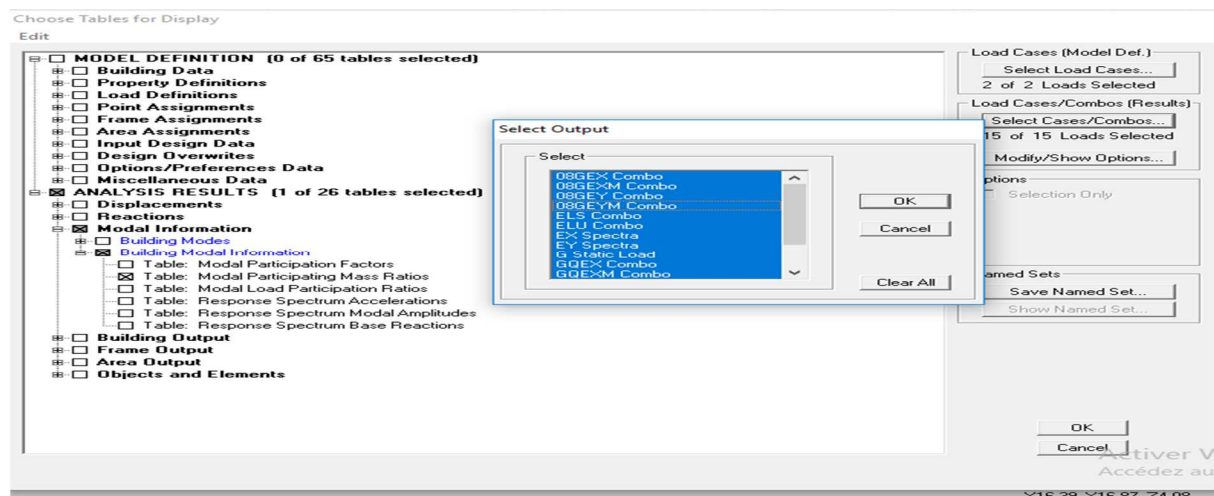 Choose Tables for Display
Edit
MODEL DEFINITION (0 of 65 tables selected)
Building Data
Property Definitions
Load Definitions
Point Assignments
Frame Assignments
Area Assignments
Input Design Data
Design Overwrites
Options/Preferences Data
Miscellaneous Data
ANALYSIS RESULTS (1 of 26 tables selected)
Displacements
Reactions
Modal Information
Building Modes
Building Modal Information
Table: Modal Participation Factors
Table: Modal Participating Mass Ratios
Table: Modal Load Participation Ratios
Table: Response Spectrum Accelerations
Table: Response Spectrum Modal Amplitudes
Table: Response Spectrum Base Reactions
Building Output
Frame Output
Area Output
Objects and Elements
Select Output
Select
08GEX Combo
08GEXM Combo
08GEY Combo
08GEYM Combo
ELS Combo
ELU Combo
EX Spectra
EY Spectra
G Static Load
GQEX Combo
GQEXM Combo
OK
Cancel
Clear All
Load Cases (Model Def.)
Select Load Cases...
2 of 2 Loads Selected
Load Cases/Combos (Results)
Select Cases/Combos...
15 of 15 Loads Selected
Modify/Show Options...
ptions
Selection Only
amed Sets
Save Named Set...
Show Named Set...
OK
Cancel
Activer V
Accédez au